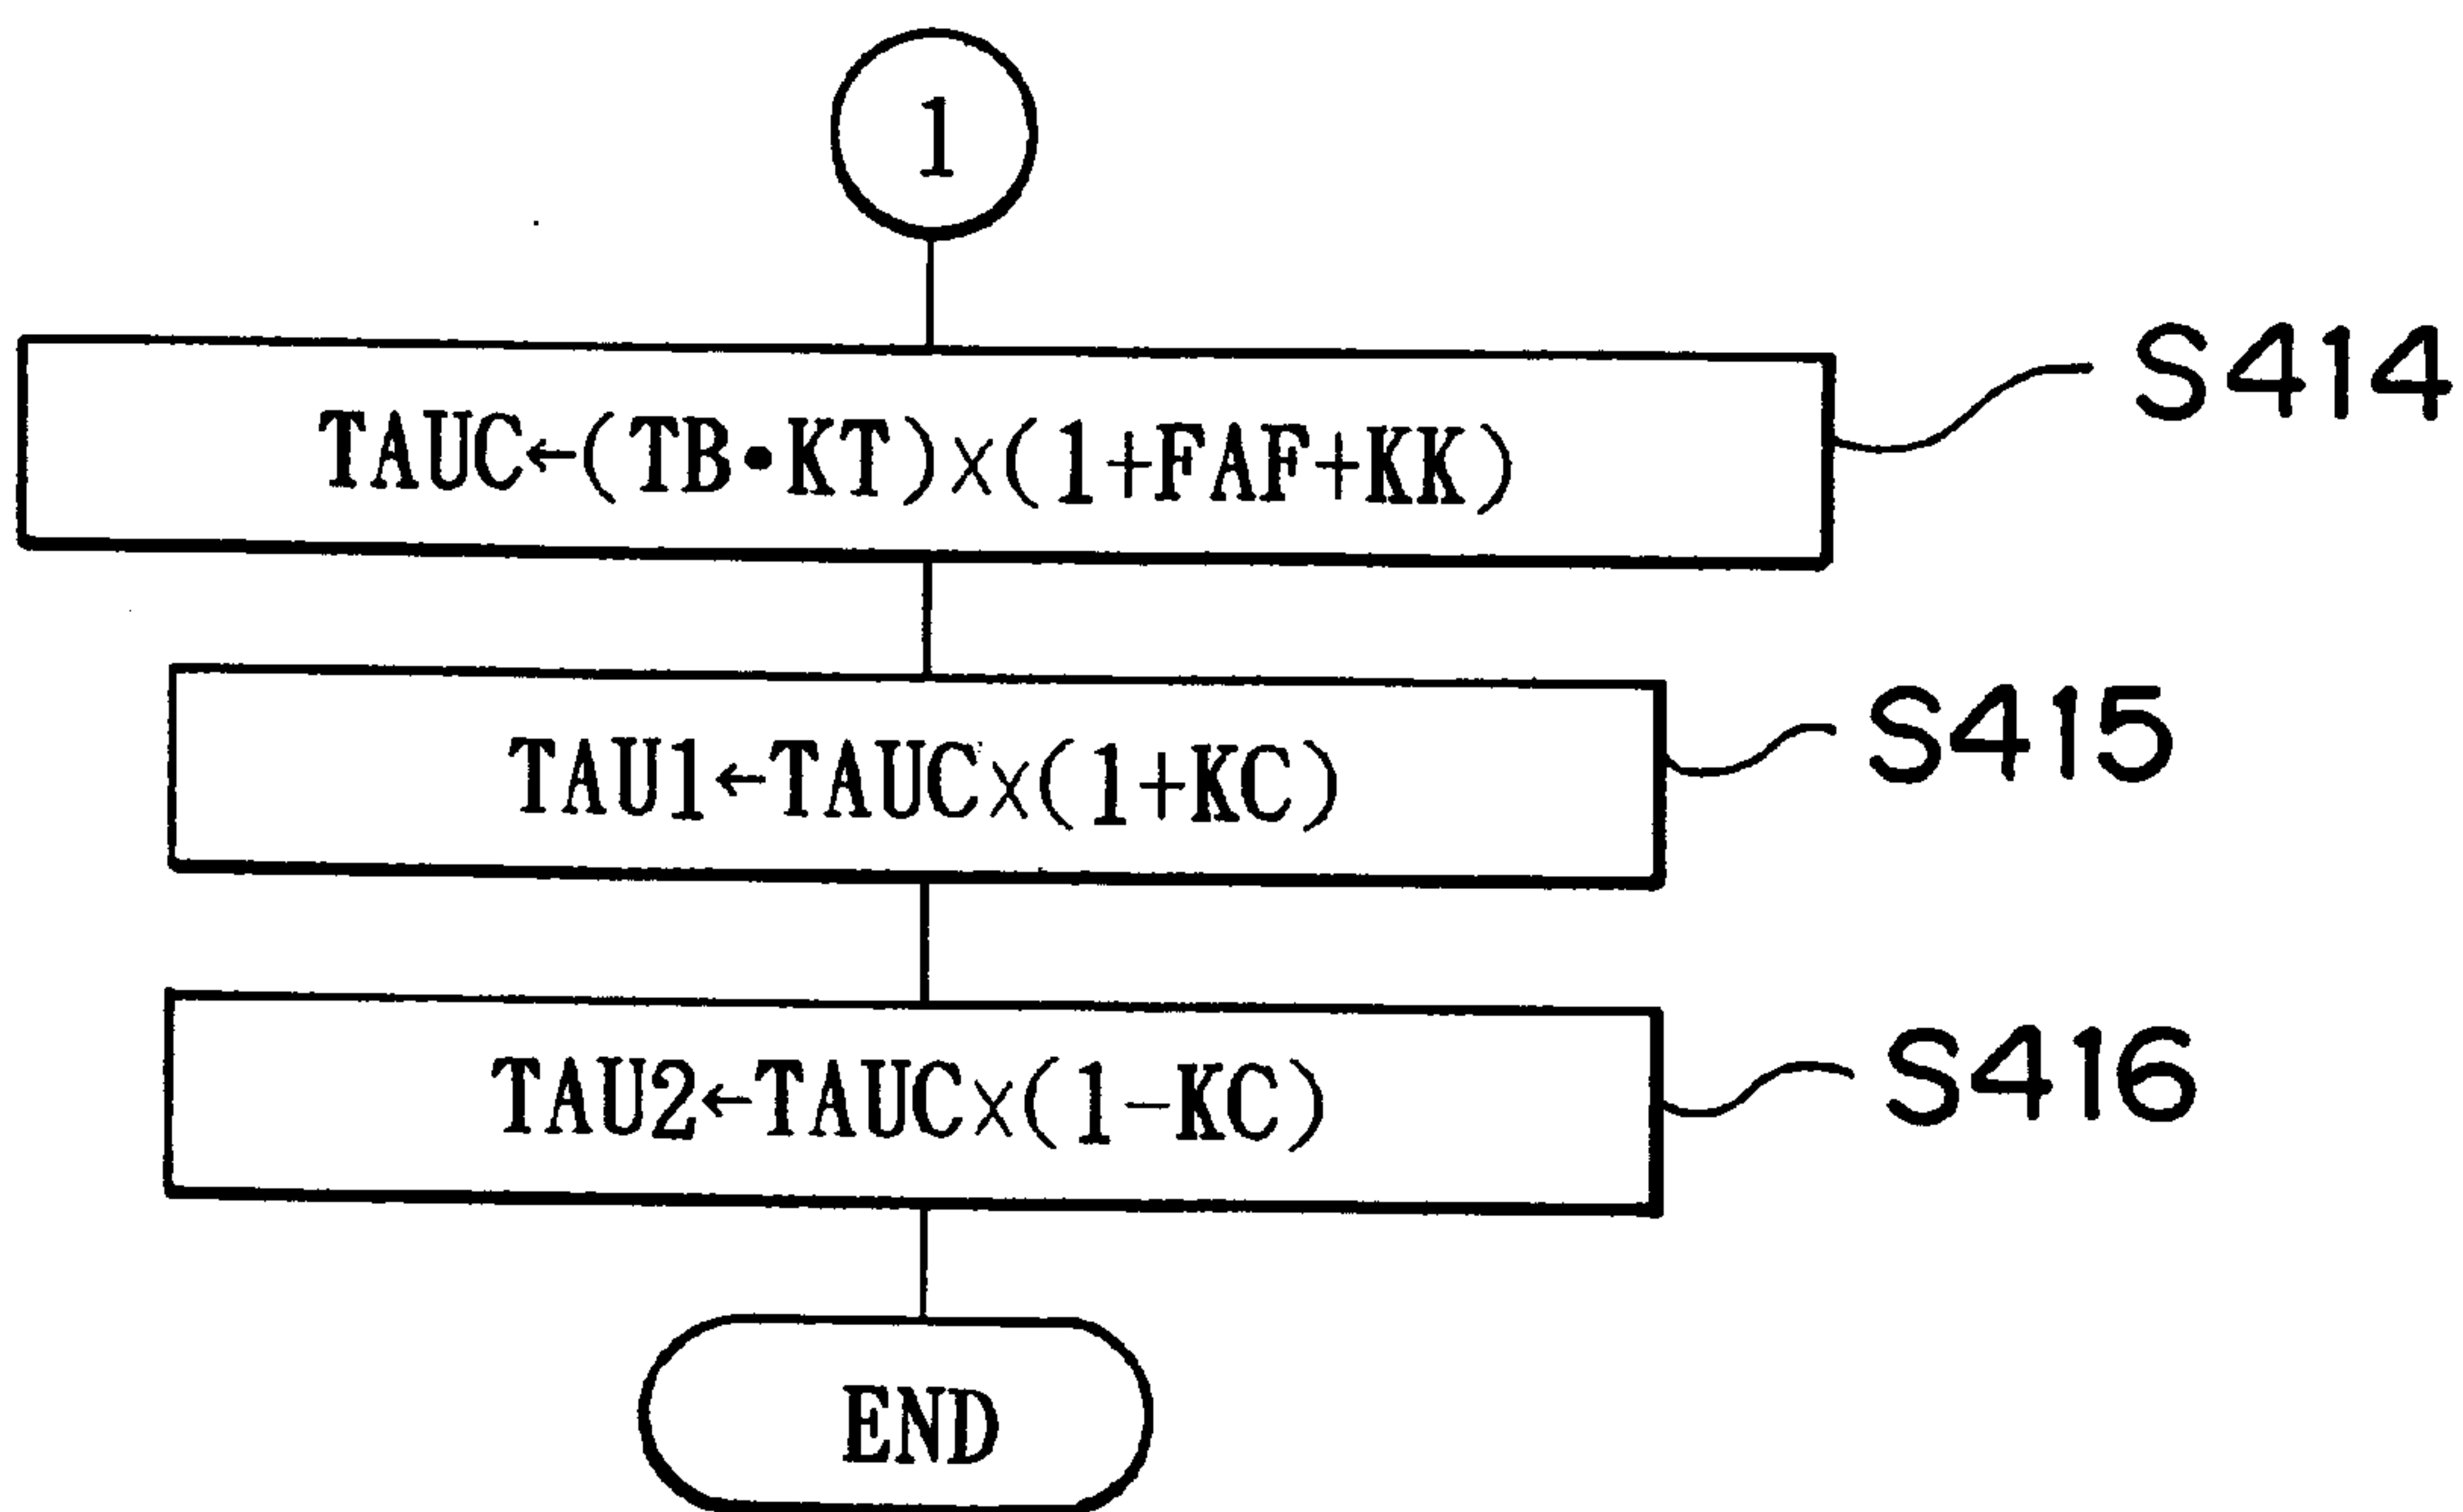 1
TAUC←(TB•KT)×(1+FAF+KK)
S414
TAU1←TAUC×(1+KC)
S415
TAU2←TAUC×(1-KC)
S416
END